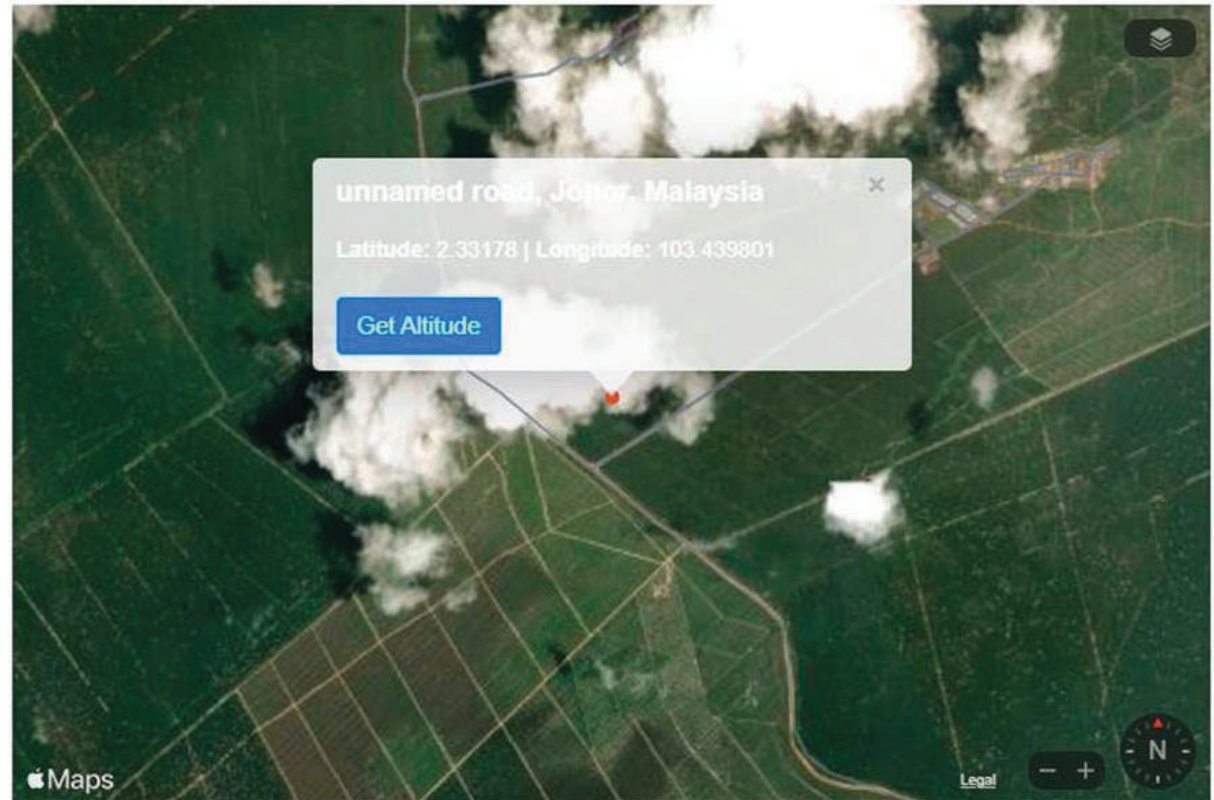 unnamed road, Johor, Malaysia
×
Latitude: 2.33178 | Longitude: 103.439801
Get Altitude
Maps
Legal
− +
N